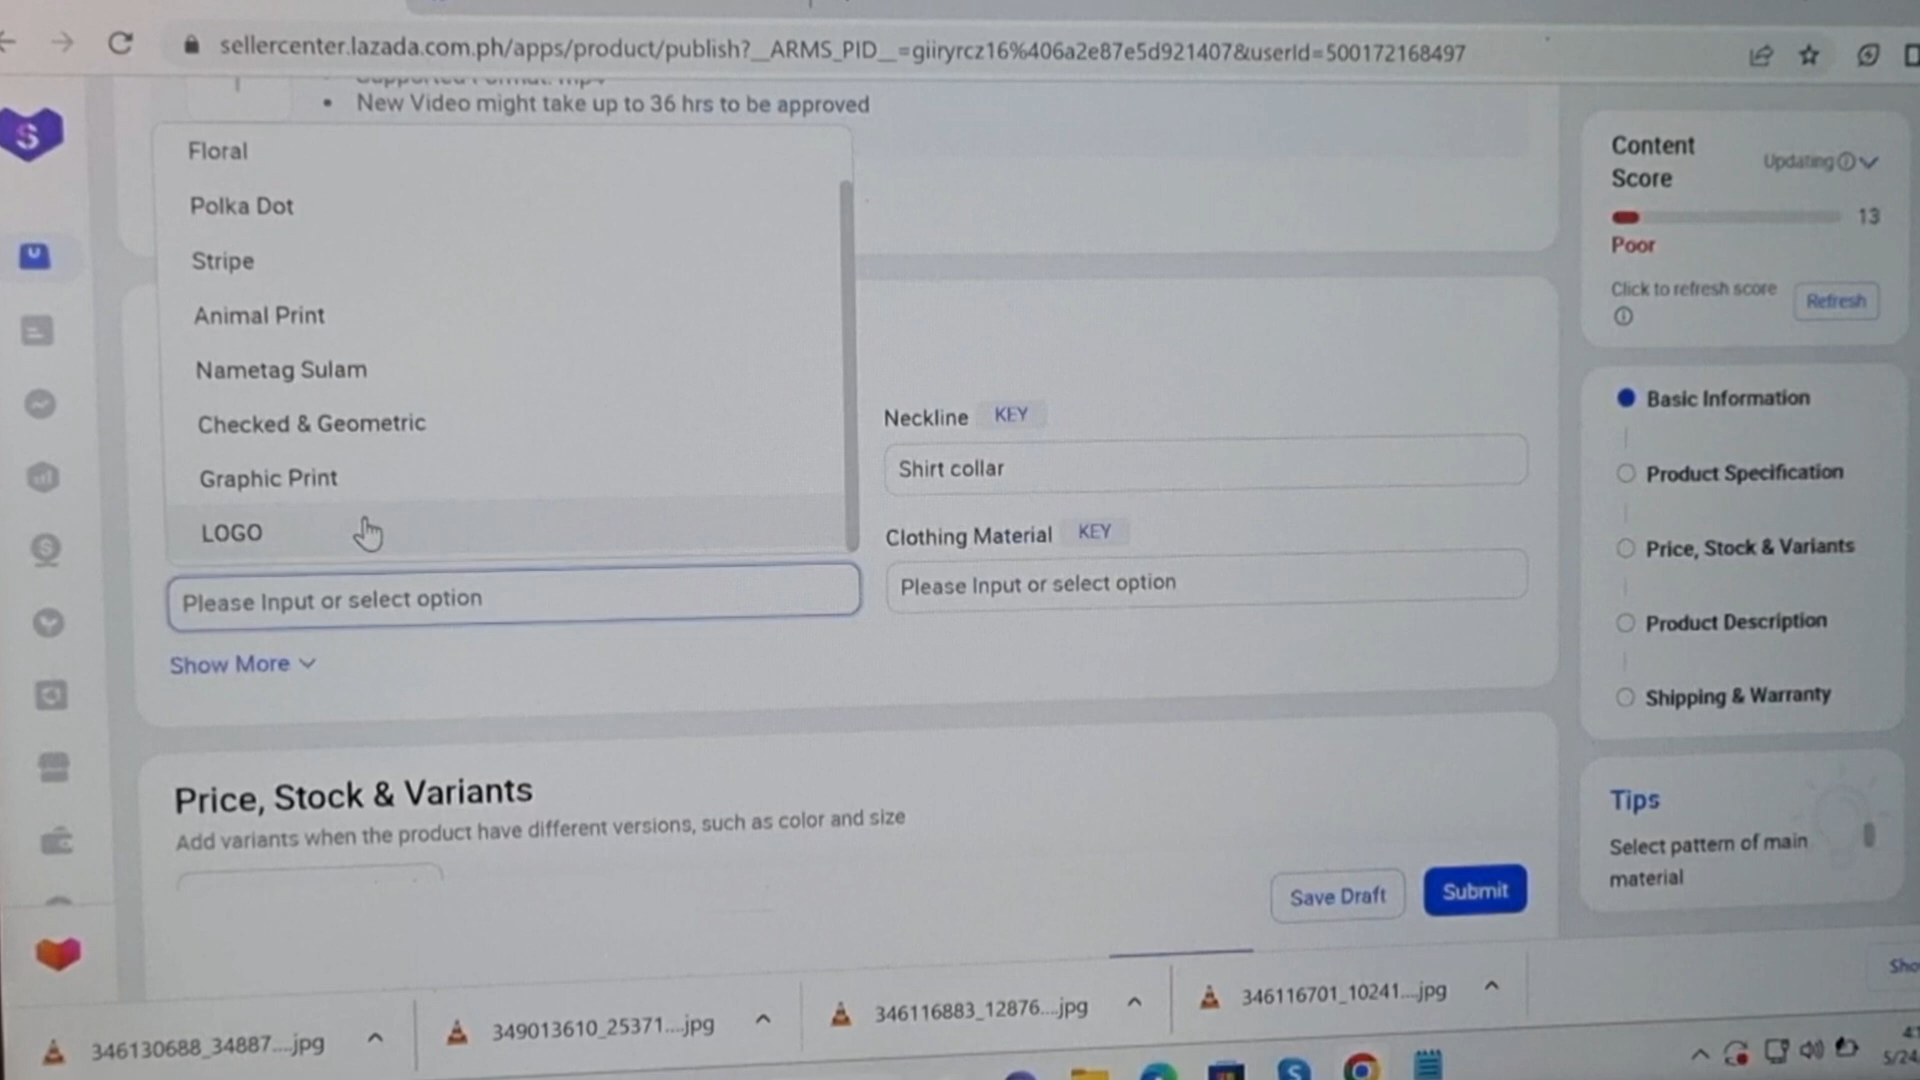 sellercenter.lazada.com.ph/apps/product/publish?__ARMS_PID__=giiryrcz16%406a2e87e5d921407&userId=500172168497
• New Video might take up to 36 hrs to be approved
Floral
Polka Dot
Stripe
Animal Print
Nametag Sulam
Checked & Geometric
Graphic Print
LOGO
Please Input or select option
Show More
Neckline KEY
Shirt collar
Clothing Material KEY
Please Input or select option
Price, Stock & Variants
Add variants when the product have different versions, such as color and size
Save Draft
Submit
Content
Score
Updating
13
Poor
Click to refresh score
Refresh
Basic Information
Product Specification
Price, Stock & Variants
Product Description
Shipping & Warranty
Tips
Select pattern of main
material
Sho
346130688_34887....jpg
349013610_25371....jpg
346116883_12876....jpg
346116701_10241....jpg
5/24